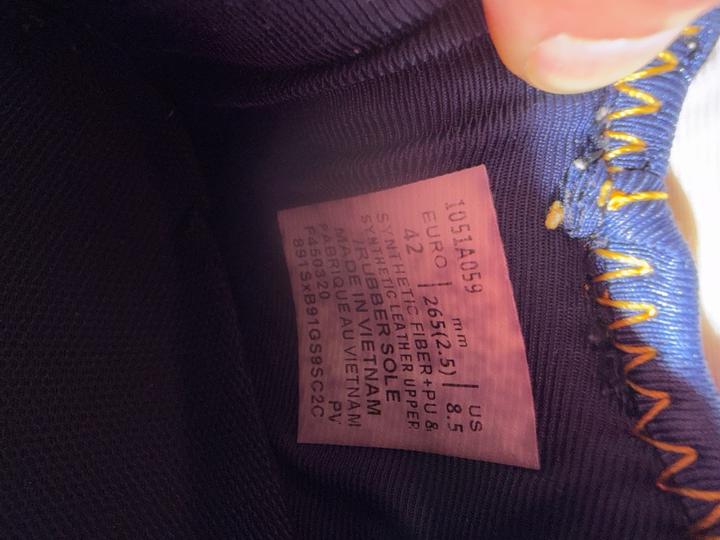 1051A059
EURO | mm | US
42 | 265(2.5) | 8.5
SYNTHETIC FIBER+PU &
SYNTHETIC LEATHER UPPER
/RUBBER SOLE
MADE IN VIETNAM
FABRIQUE AU VIETNAM
F450320 PV
891SxB91GS9SC2C